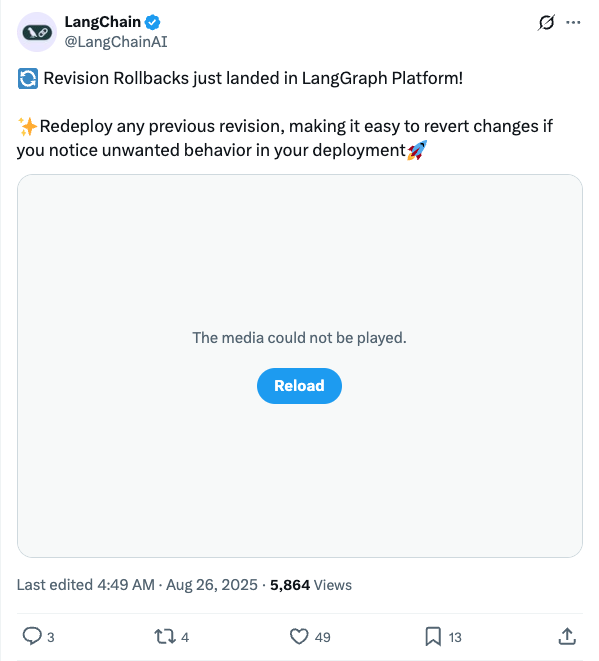 LangChain
@LangChainAI
🔄 Revision Rollbacks just landed in LangGraph Platform!
✨Redeploy any previous revision, making it easy to revert changes if
you notice unwanted behavior in your deployment🚀
The media could not be played.
Reload
Last edited 4:49 AM · Aug 26, 2025 · 5,864 Views
3 4 49 13